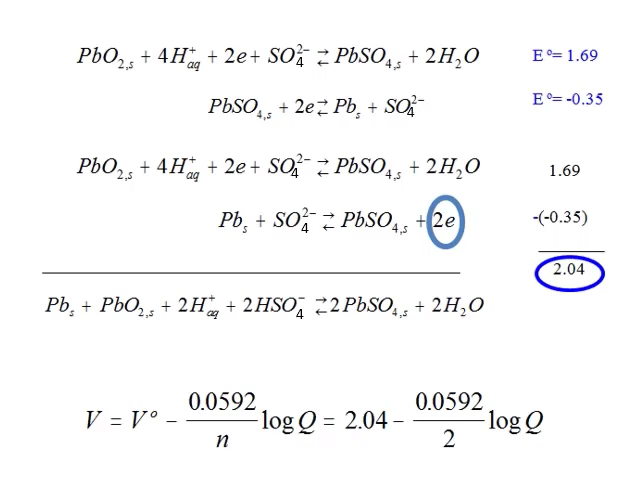 PbO₂,ₛ + 4H⁺aq + 2e + SO₄²⁻ ⇄ PbSO₄,ₛ + 2H₂O E º= 1.69
PbSO₄,ₛ + 2e ⇄ Pbₛ + SO₄²⁻ E º= -0.35
PbO₂,ₛ + 4H⁺aq + 2e + SO₄²⁻ ⇄ PbSO₄,ₛ + 2H₂O 1.69
Pbₛ + SO₄²⁻ ⇄ PbSO₄,ₛ + 2e -(-0.35)
2.04
Pbₛ + PbO₂,ₛ + 2H⁺aq + 2HSO₄⁻ ⇄ 2PbSO₄,ₛ + 2H₂O
V = Vº − 0.0592/n log Q = 2.04 − 0.0592/2 log Q